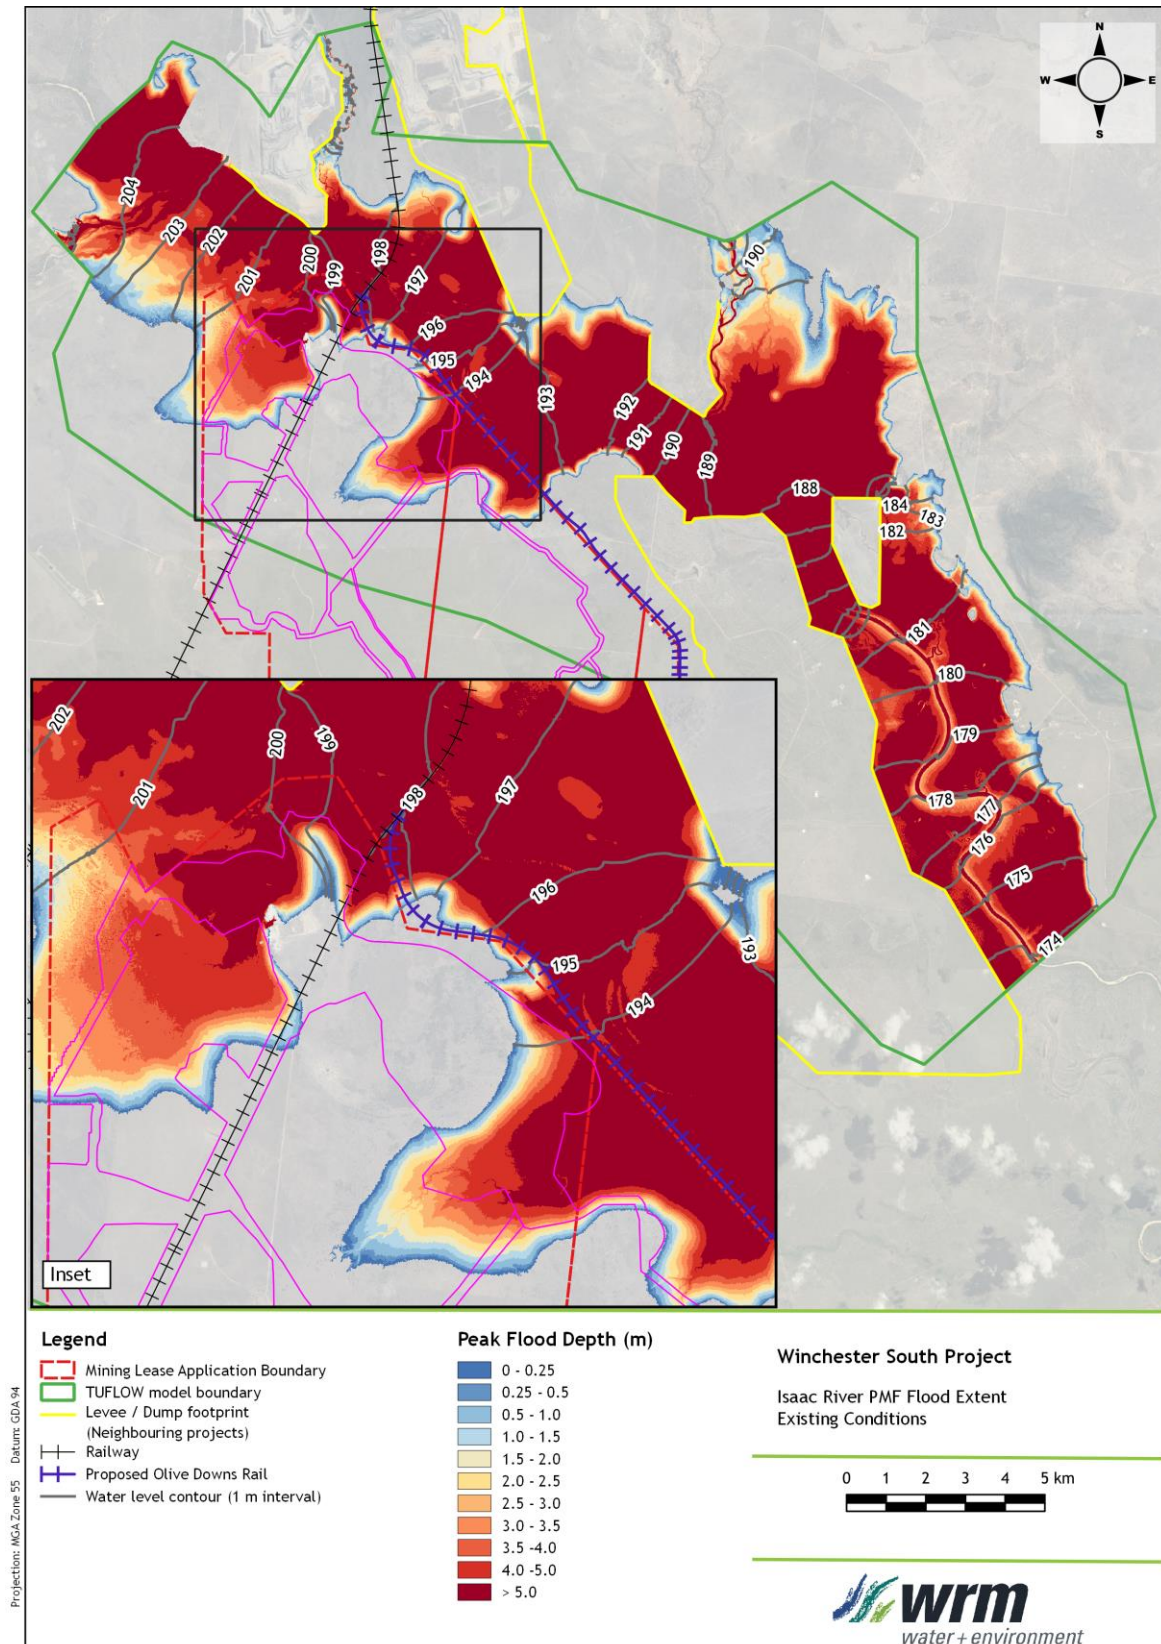 N
W
E
S
204
203
202
201
200
199
198
197
196
195
194
193
192
191
190
189
188
190
184
183
182
181
180
179
178
177
176
175
174
202
201
200
199
198
197
196
195
194
193
Inset
Legend
Mining Lease Application Boundary
TUFLOW model boundary
Levee / Dump footprint
(Neighbouring projects)
Railway
Proposed Olive Downs Rail
Water level contour (1 m interval)
Peak Flood Depth (m)
0 - 0.25
0.25 - 0.5
0.5 - 1.0
1.0 - 1.5
1.5 - 2.0
2.0 - 2.5
2.5 - 3.0
3.0 - 3.5
3.5 -4.0
4.0 -5.0
> 5.0
Winchester South Project
Isaac River PMF Flood Extent
Existing Conditions
0 1 2 3 4 5 km
wrm
water + environment
Projection: MGA Zone 55 Datum: GDA 94